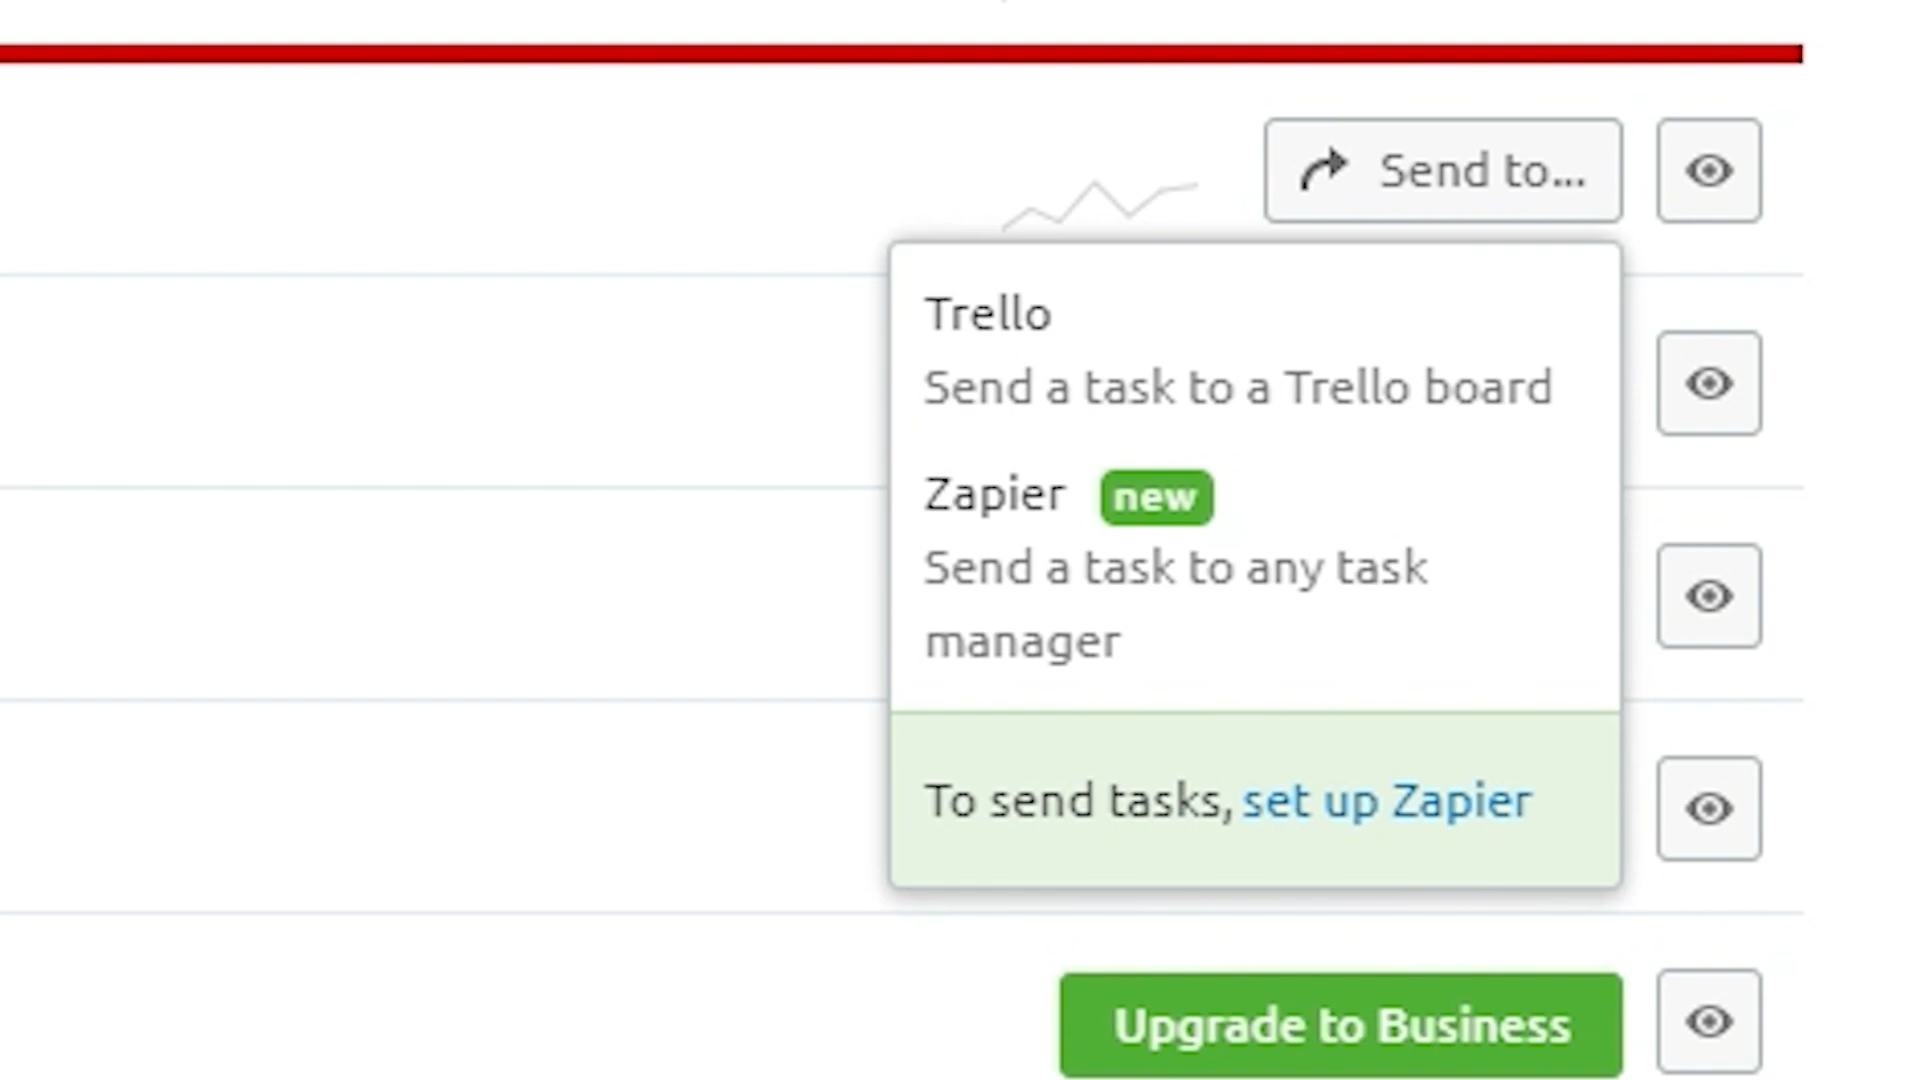 Send to...
Trello
Send a task to a Trello board
Zapier new
Send a task to any task
manager
To send tasks, set up Zapier
Upgrade to Business